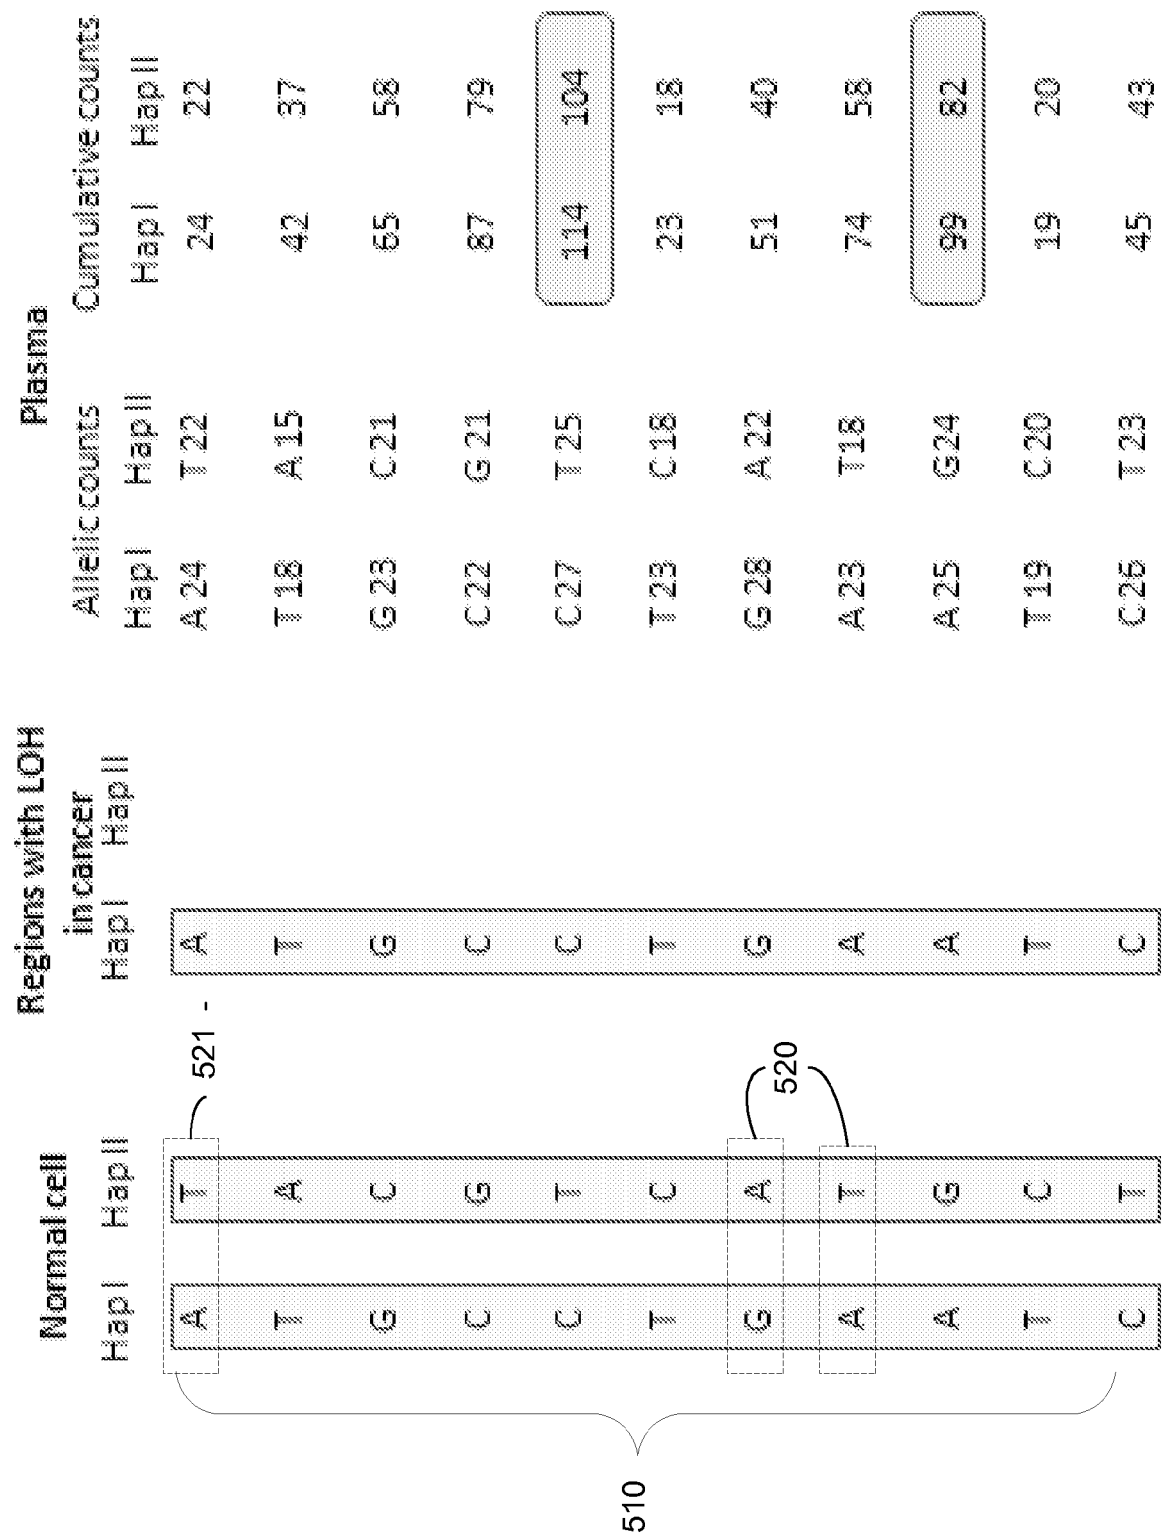 Normal cell Regions with LOH in cancer Plasma
Allelic counts Cumulative counts
Hap I Hap II Hap I Hap II Hap I Hap II Hap I Hap II
A T 521 - A A 24 T 22 24 22
T A T T 18 A 15 42 37
G C G G 23 C 21 65 58
C G C C 22 G 21 87 79
510 C T C C 27 T 25 114 104
T C T T 23 C 18 23 18
G A G G 28 A 22 51 40
520
A T A A 23 T 18 74 58
A G A A 25 G 24 99 82
T C T T 19 C 20 19 20
C T C C 26 T 23 45 43